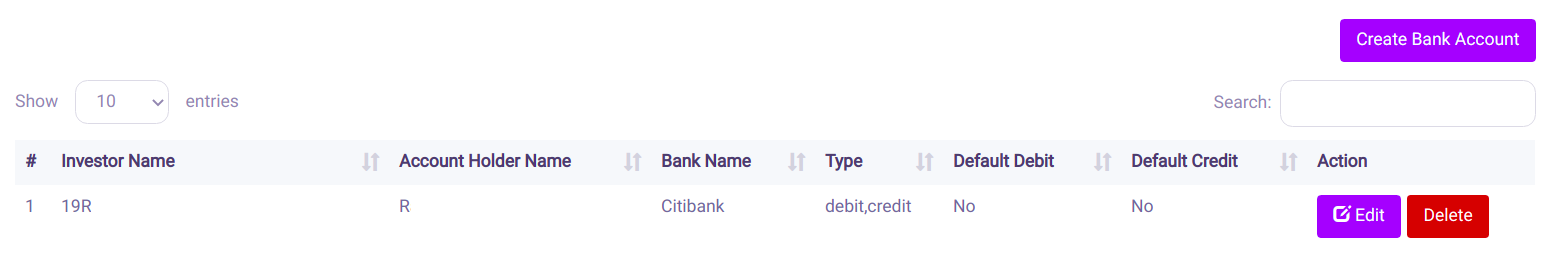 Create Bank Account
Show 10 entries Search:
# Investor Name Account Holder Name Bank Name Type Default Debit Default Credit Action
1 19R R Citibank debit,credit No No Edit Delete